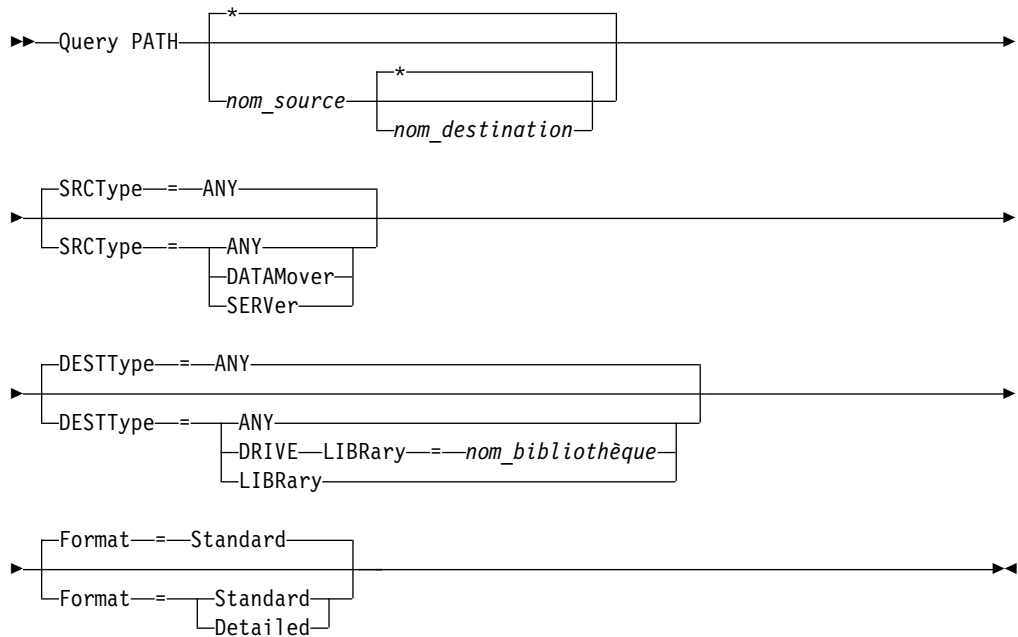 *
Query PATH
*
nom_source
nom_destination
SRCType = ANY
SRCType = ANY
DATAMover
SERVer
DESTType = ANY
DESTType = ANY
DRIVE LIBRary = nom_bibliothèque
LIBRary
Format = Standard
Format = Standard
Detailed